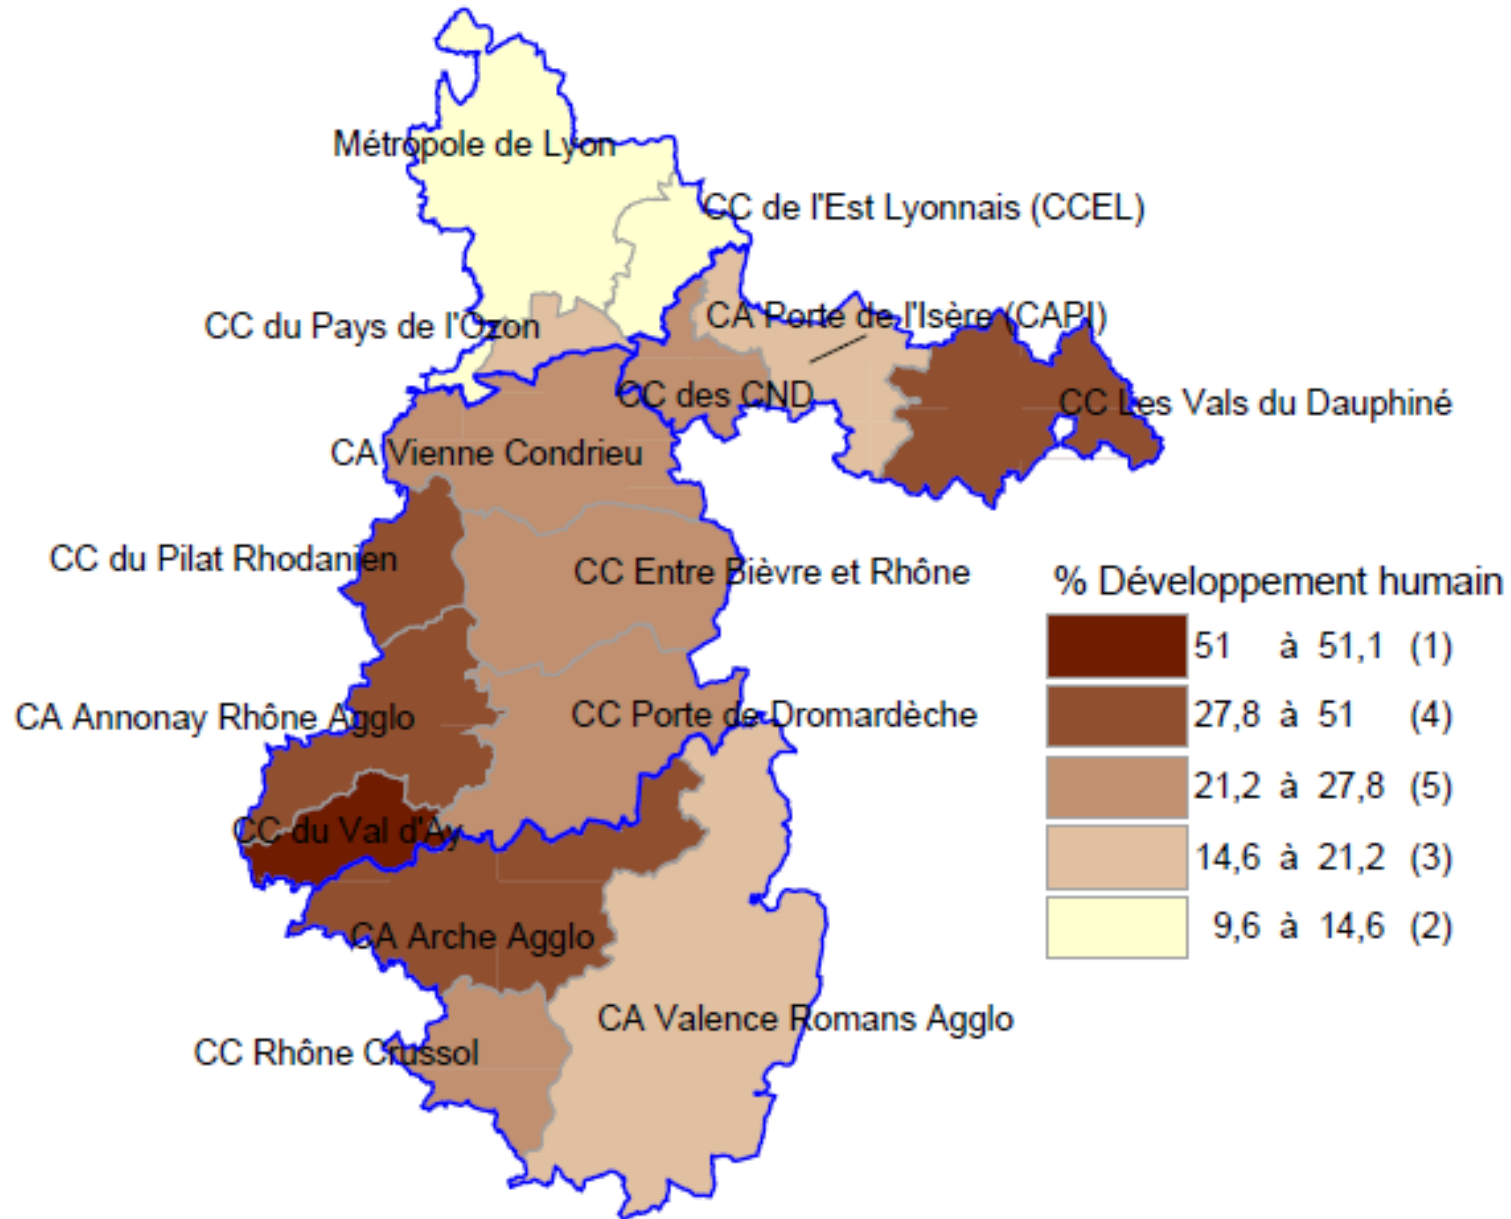 Métropole de Lyon
CC de l'Est Lyonnais (CCEL)
CC du Pays de l'Ozon
CA Porte de l'Isère (CAPI)
CC des CND
CC Les Vals du Dauphiné
CA Vienne Condrieu
CC du Pilat Rhodanien
CC Entre Bièvre et Rhône
CA Annonay Rhône Agglo
CC Porte de Dromardèche
CC du Val d'Ay
CA Arche Agglo
CA Valence Romans Agglo
CC Rhône Crussol
% Développement humain
51 à 51,1 (1)
27,8 à 51 (4)
21,2 à 27,8 (5)
14,6 à 21,2 (3)
9,6 à 14,6 (2)